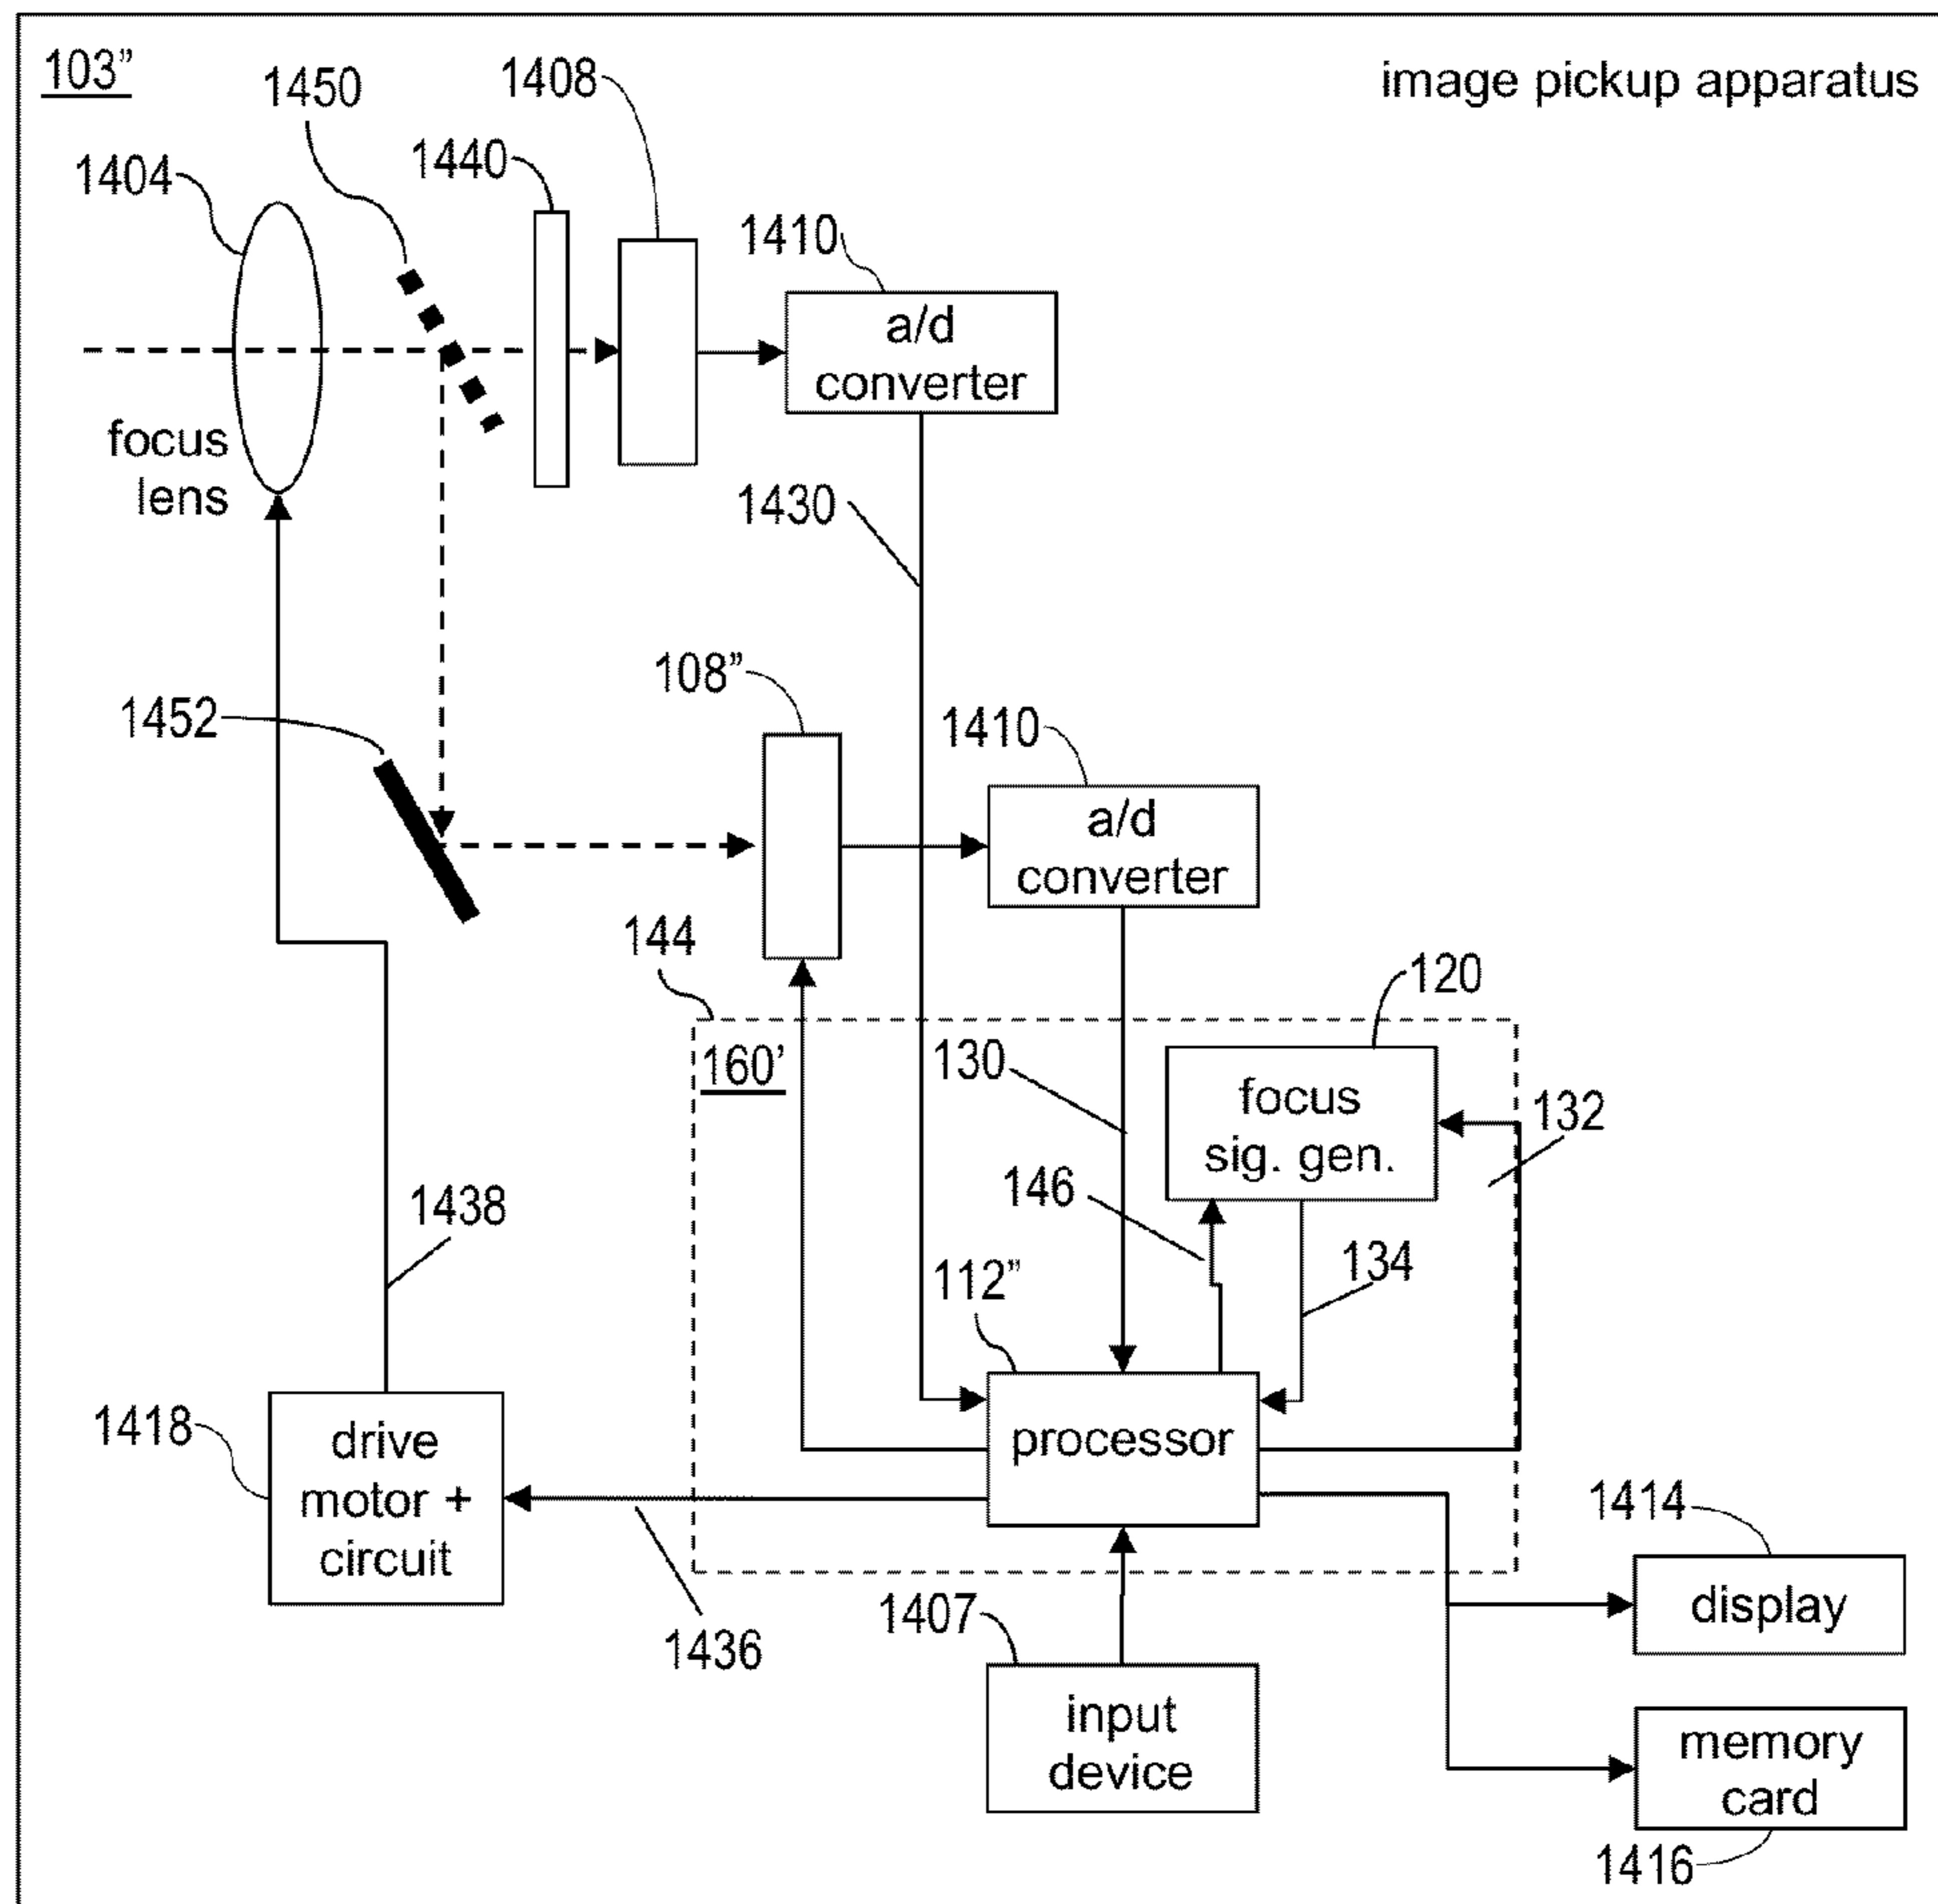 103”
image pickup apparatus
1450
1408
1440
1404
1410
a/d
converter
focus
lens
1430
108”
1452
1410
a/d
converter
144
120
160’
130
focus
sig. gen.
132
146
1438
134
112”
1418
drive
motor +
circuit
processor
1414
display
1407
1436
input
device
memory
card
1416